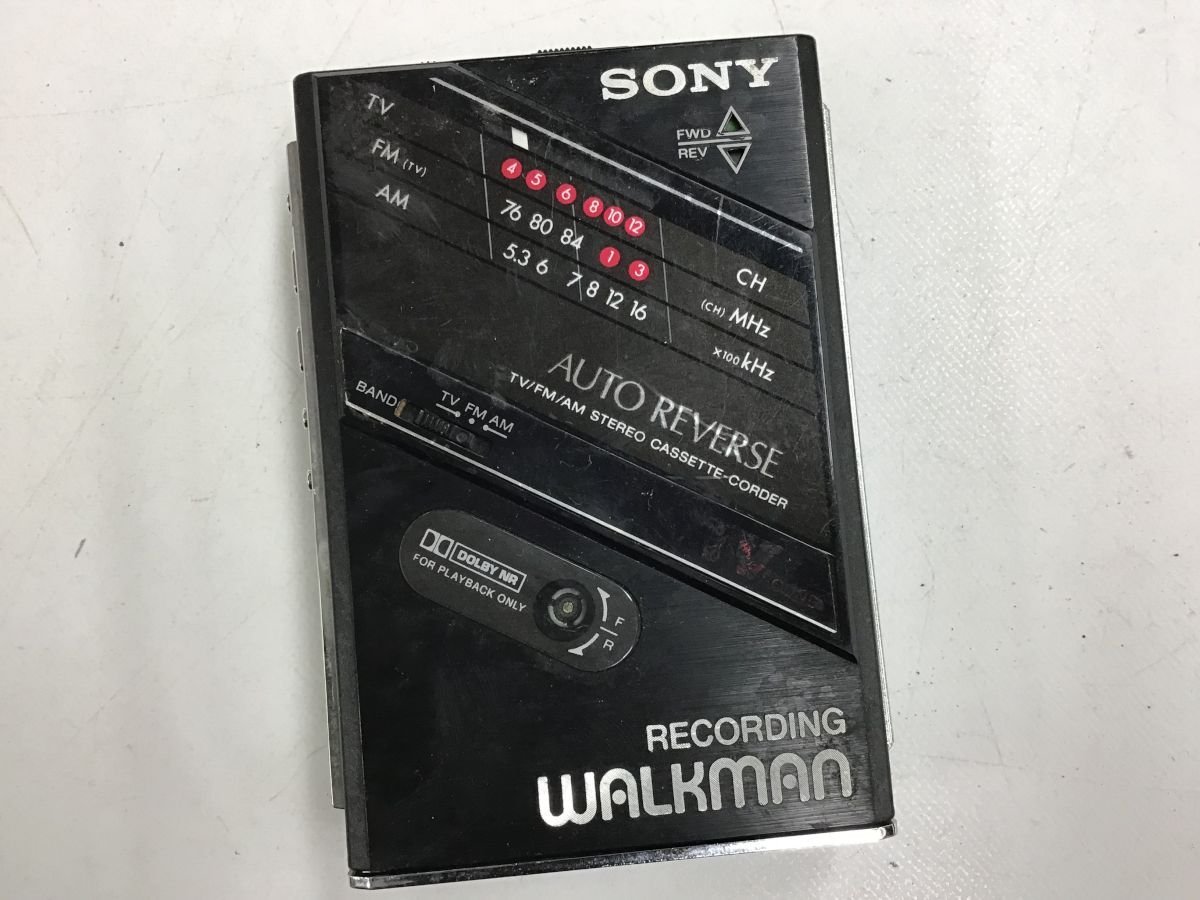 SONY
FWD
REV
TV
4 5 6 8 10 12
CH
FM (TV)
76 80 84 1 3
(CH) MHz
AM
5.3 6 7 8 12 16
×100 kHz
AUTO REVERSE
TV/FM/AM STEREO CASSETTE-CORDER
BAND
TV FM AM
DOLBY NR
FOR PLAYBACK ONLY
F
R
RECORDING
WALKMAN